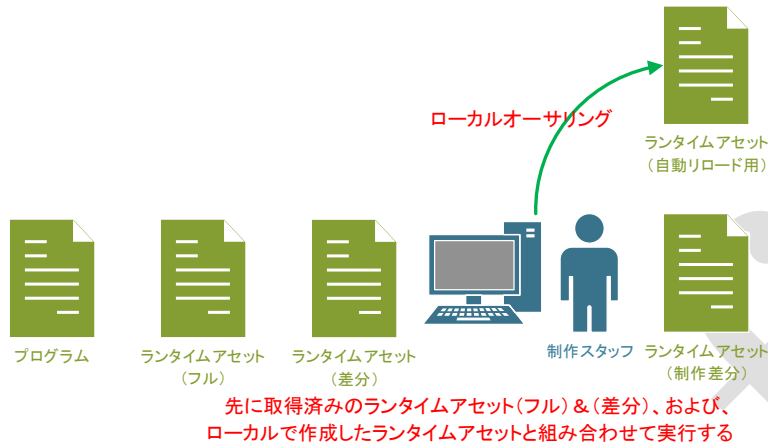 ローカルオーサリング
ランタイムアセット
（自動リロード用）
プログラム
ランタイムアセット
（フル）
ランタイムアセット
（差分）
制作スタッフ
ランタイムアセット
（制作差分）
先に取得済みのランタイムアセット（フル）＆（差分）、および、
ローカルで作成したランタイムアセットと組み合わせて実行する